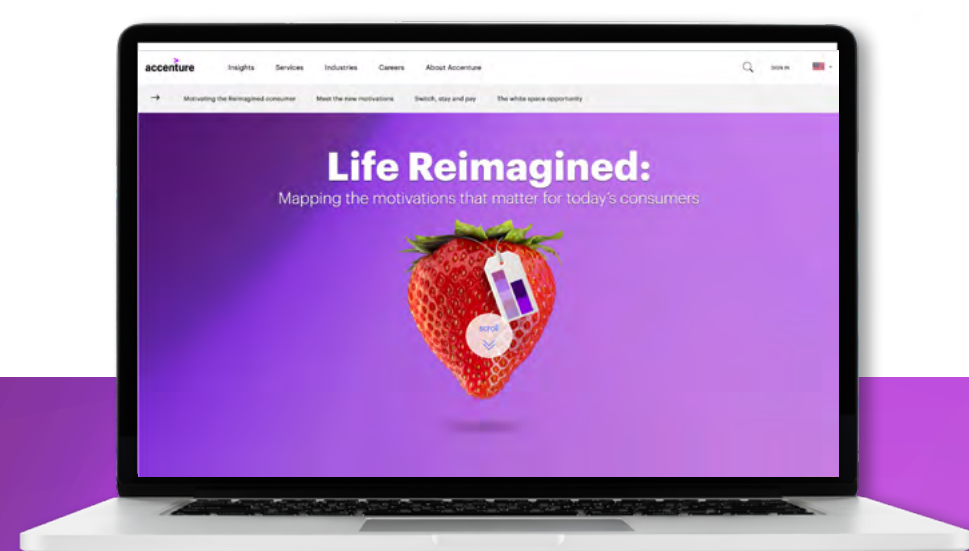 accenture Insights Services Industries Careers About Accenture SIGN IN
Motivating the Reimagined consumer Meet the new motivations Switch, stay and pay The white space opportunity
Life Reimagined:
Mapping the motivations that matter for today's consumers
scroll